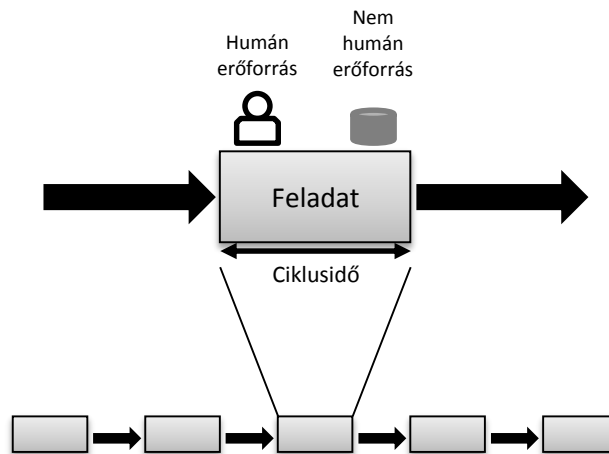 Humán
erőforrás
Nem
humán
erőforrás
Feladat
Ciklusidő